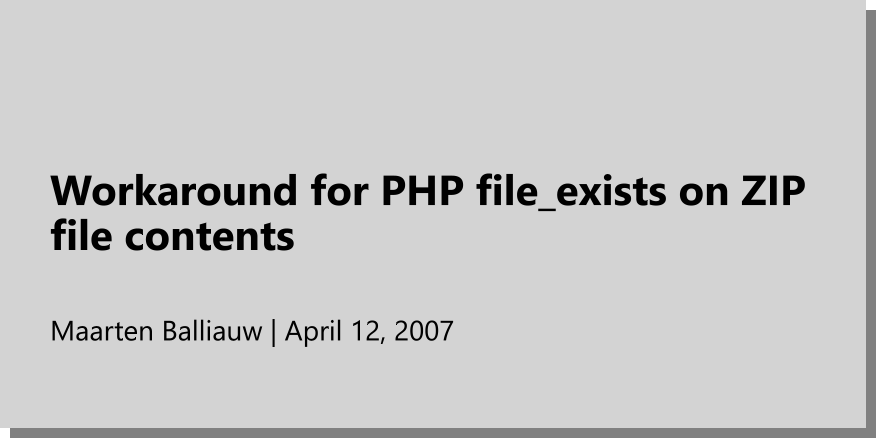 Workaround for PHP file_exists on ZIP
file contents
Maarten Balliauw | April 12, 2007